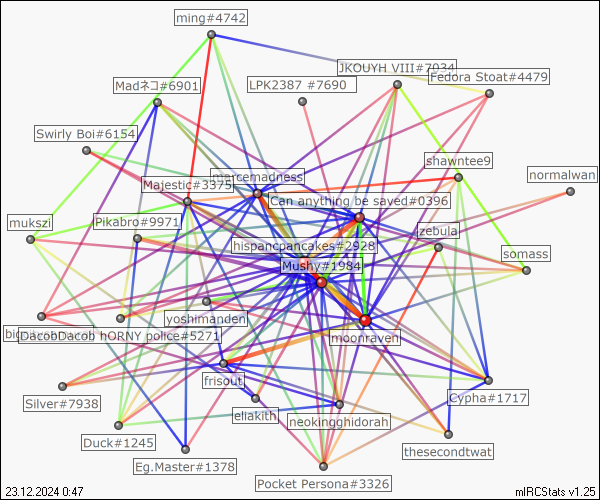 ming#4742
JKOUYH VIII#7034
Fedora Stoat#4479
Madネコ#6901
LPK2387 #7690
Swirly Boi#6154
shawntee9
marcemadness
normalwan
Majestic#3375
Can anything be saved#0396
mukszi
Pikabro#9971
zebula
hispancpancakes#2928
somass
Mushy#1984
yoshimanden
DacobDacob hORNY police#5271
moonraven
frisout
Cypha#1717
Silver#7938
eliakith
neokingghidorah
Duck#1245
thesecondtwat
Eg.Master#1378
Pocket Persona#3326
23.12.2024 0:47
mIRCStats v1.25